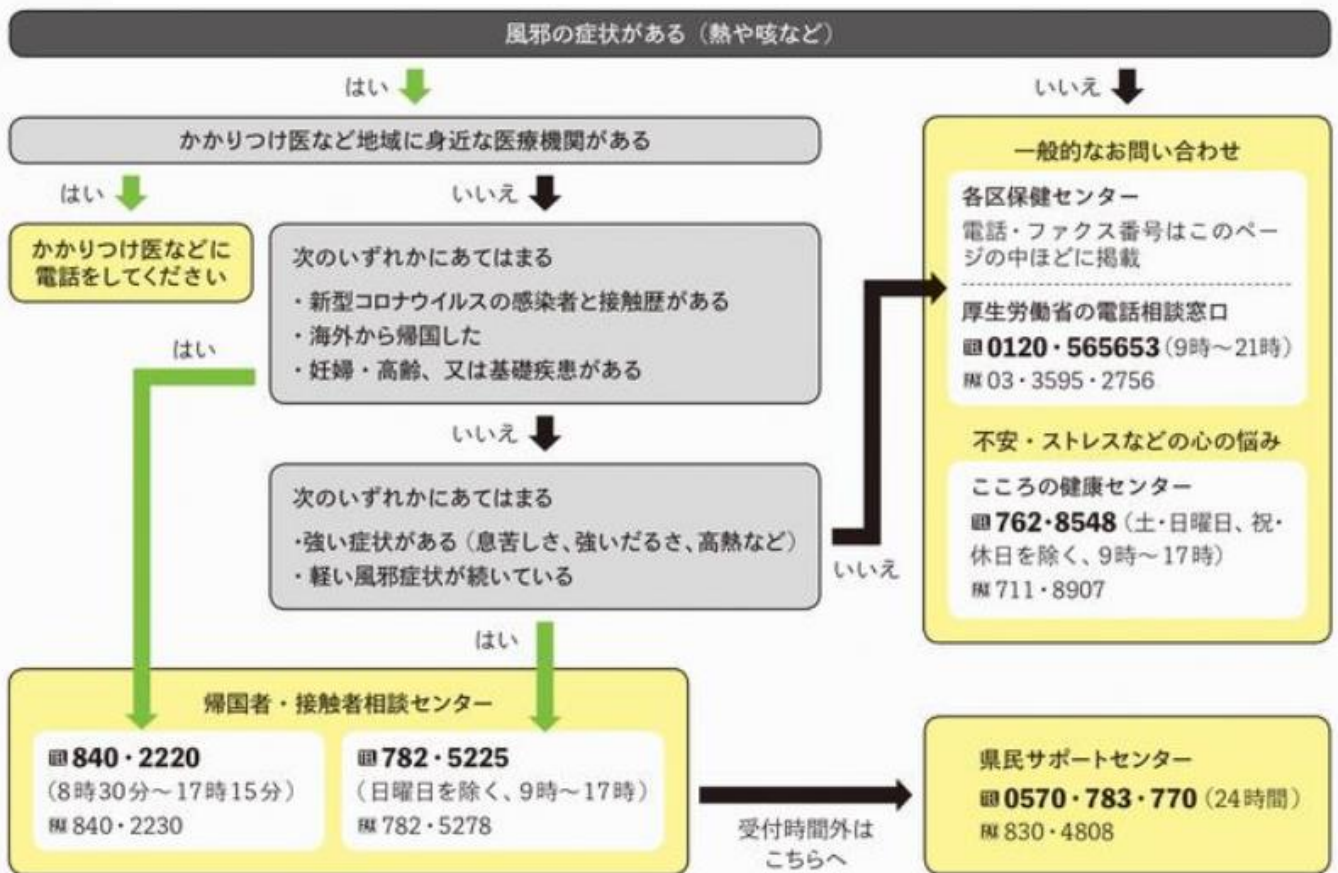 風邪の症状がある（熱や咳など）
はい
いいえ
かかりつけ医など地域に身近な医療機関がある
はい
いいえ
かかりつけ医などに
電話をしてください
次のいずれかにあてはまる
・新型コロナウイルスの感染者と接触歴がある
・海外から帰国した
・妊婦・高齢、又は基礎疾患がある
はい
いいえ
次のいずれかにあてはまる
・強い症状がある（息苦しさ、強いだるさ、高熱など）
・軽い風邪症状が続いている
いいえ
はい
一般的なお問い合わせ
各区保健センター
電話・ファクス番号はこのペー
ジの中ほどに掲載
厚生労働省の電話相談窓口
TEL 0120・565653（9時～21時）
FAX 03・3595・2756
不安・ストレスなどの心の悩み
こころの健康センター
TEL 762・8548（土・日曜日、祝・
休日を除く、9時～17時）
FAX 711・8907
帰国者・接触者相談センター
TEL 840・2220
（8時30分～17時15分）
FAX 840・2230
TEL 782・5225
（日曜日を除く、9時～17時）
FAX 782・5278
受付時間外は
こちらへ
県民サポートセンター
TEL 0570・783・770（24時間）
FAX 830・4808